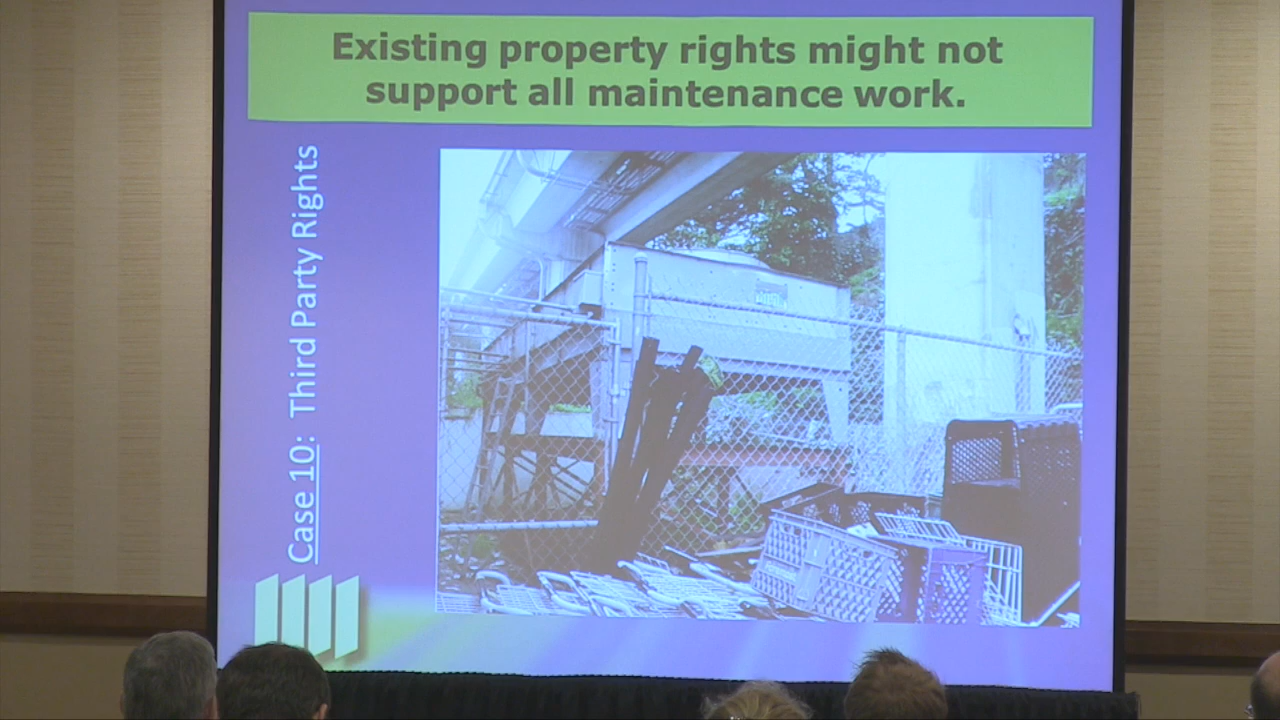 Existing property rights might not
support all maintenance work.
Case 10: Third Party Rights